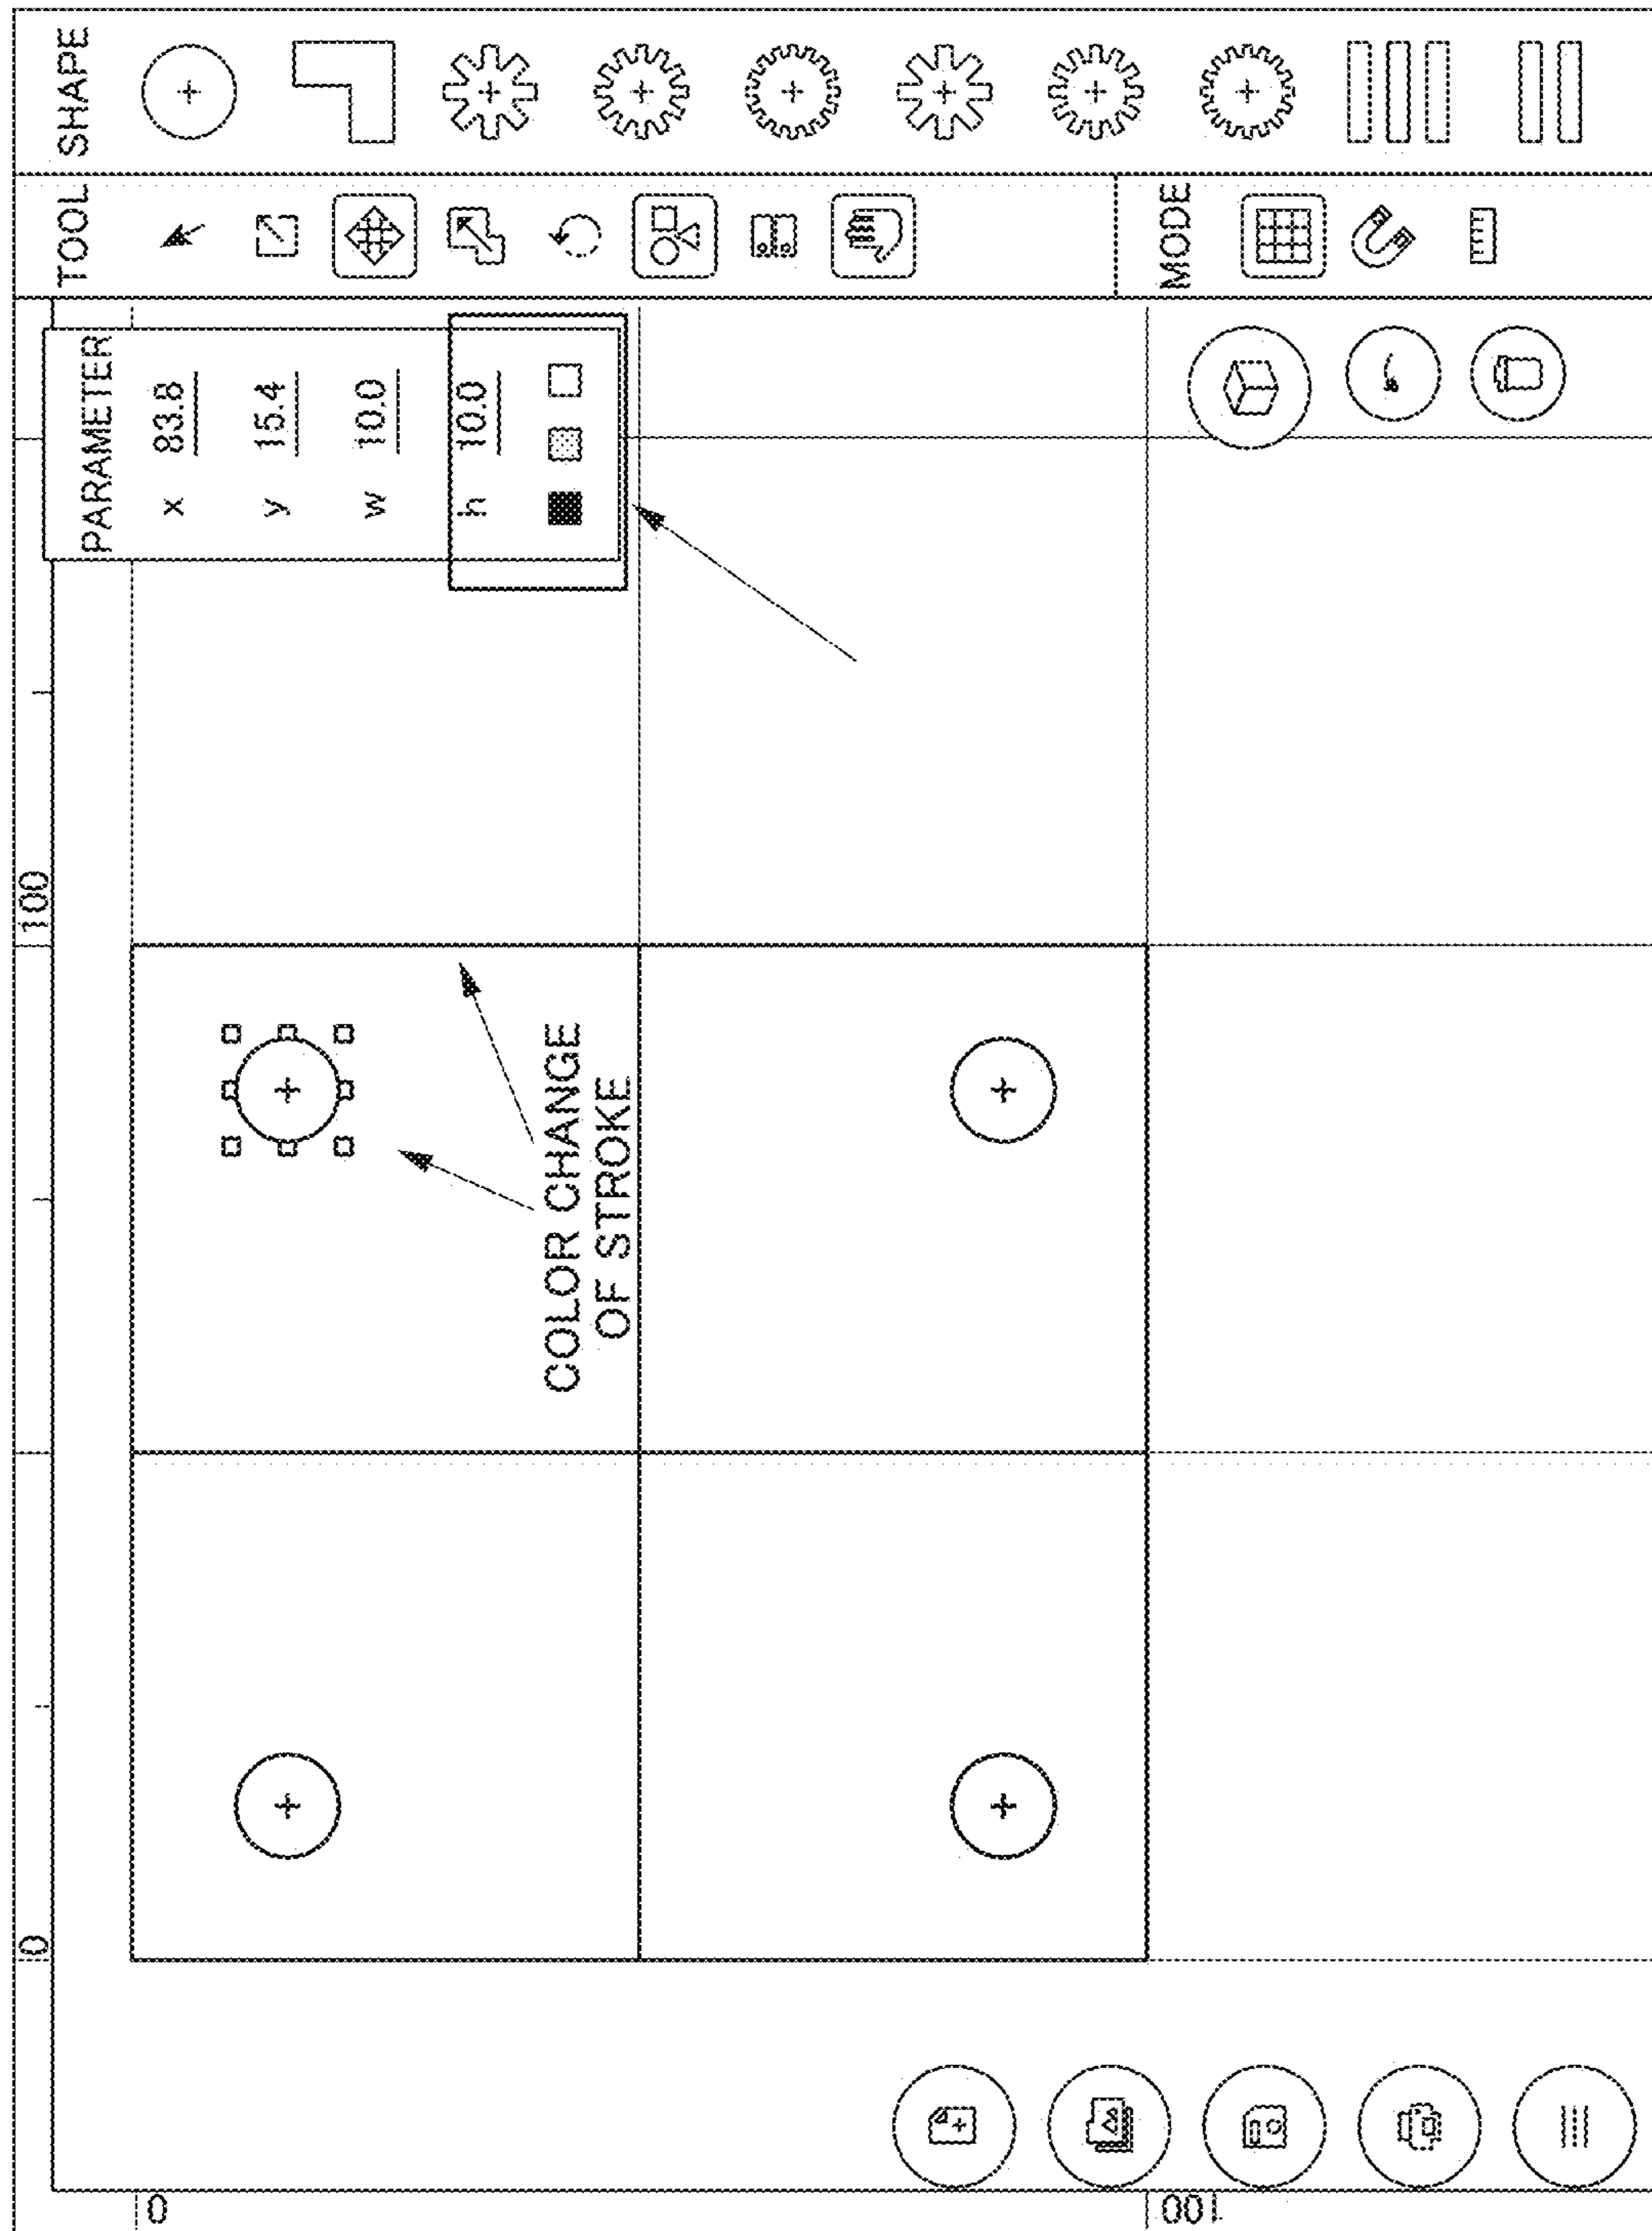 0
100
PARAMETER
x 83.8
y 15.4
w 10.0
h 10.0
TOOL
SHAPE
COLOR CHANGE
OF STROKE
MODE
0
100